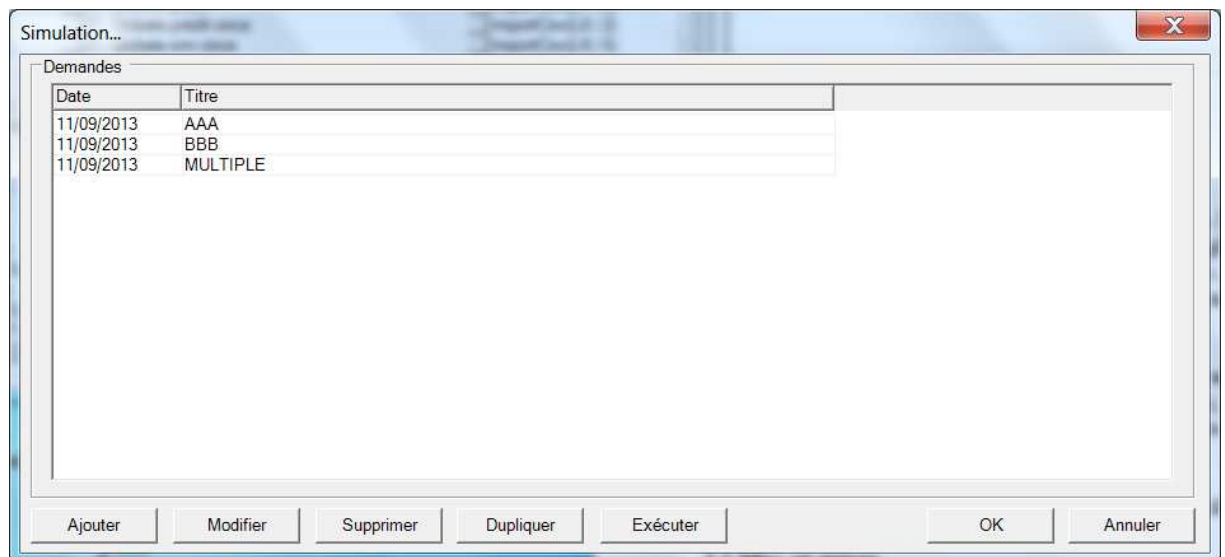 Simulation...
Demandes
Date Titre
11/09/2013 AAA
11/09/2013 BBB
11/09/2013 MULTIPLE
Ajouter Modifier Supprimer Dupliquer Exécuter OK Annuler